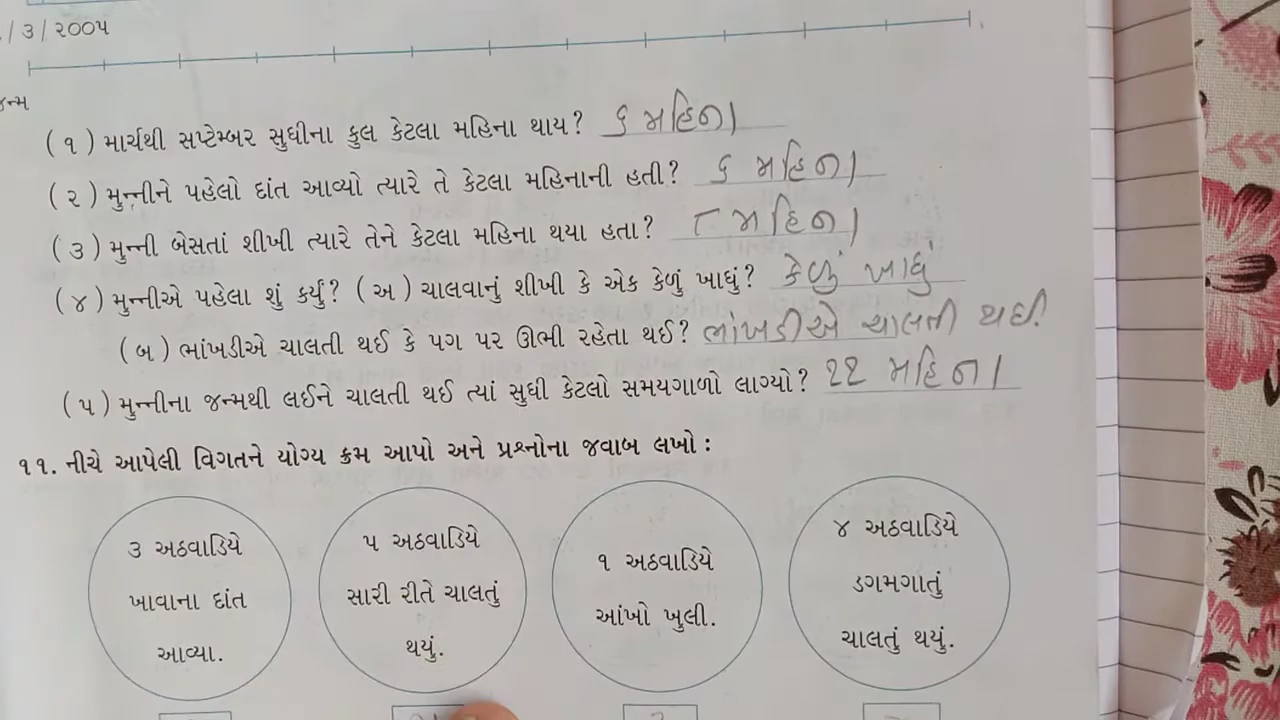 /૩/૨૦૦૫
જન્મ
(૧) માર્ચથી સપ્ટેમ્બર સુધીના કુલ કેટલા મહિના થાય? ૬ મહિના
(૨) મુન્નીને પહેલો દાંત આવ્યો ત્યારે તે કેટલા મહિનાની હતી? ૬ મહિના
(૩) મુન્ની બેસતાં શીખી ત્યારે તેને કેટલા મહિના થયા હતા? ૮ મહિના
(૪) મુન્નીએ પહેલા શું કર્યું? (અ) ચાલવાનું શીખી કે એક કેળું ખાધું? કેળું ખાધું
(બ) ભાંખડીએ ચાલતી થઈ કે પગ પર ઊભી રહેતા થઈ? ભાંખડીએ ચાલતી થઈ.
(૫) મુન્નીના જન્મથી લઈને ચાલતી થઈ ત્યાં સુધી કેટલો સમયગાળો લાગ્યો? ૨૨ મહિના
૧૧. નીચે આપેલી વિગતને યોગ્ય ક્રમ આપો અને પ્રશ્નોના જવાબ લખો :
૩ અઠવાડિયે
ખાવાના દાંત
આવ્યા.
૫ અઠવાડિયે
સારી રીતે ચાલતું
થયું.
૧ અઠવાડિયે
આંખો ખુલી.
૪ અઠવાડિયે
ડગમગાતું
ચાલતું થયું.